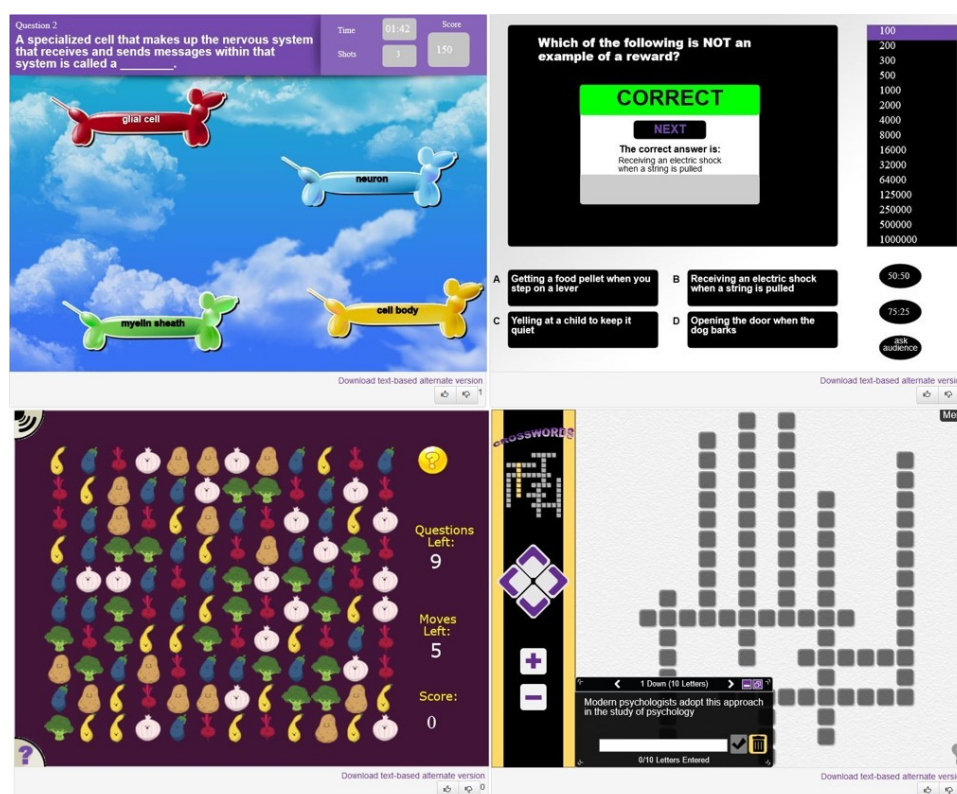 Question 2
A specialized cell that makes up the nervous system
that receives and sends messages within that
system is called a ________.
Time
01:42
Score
Shots
3
150
glial cell
neuron
cell body
myelin sheath
Download text-based alternate version
1
Which of the following is NOT an
example of a reward?
CORRECT
NEXT
The correct answer is:
Receiving an electric shock
when a string is pulled
100
200
300
500
1000
2000
4000
8000
16000
32000
64000
125000
250000
500000
1000000
A Getting a food pellet when you
step on a lever
B Receiving an electric shock
when a string is pulled
C Yelling at a child to keep it
quiet
D Opening the door when the
dog barks
50:50
75:25
ask
audience
Download text-based alternate versi
?
Questions
Left:
9
Moves
Left:
5
Score:
0
?
Download text-based alternate version
0
CROSSWORDS
Me
+
−
1 Down (10 Letters)
Modern psychologists adopt this approach
in the study of psychology
0/10 Letters Entered
Download text-based alternate versi